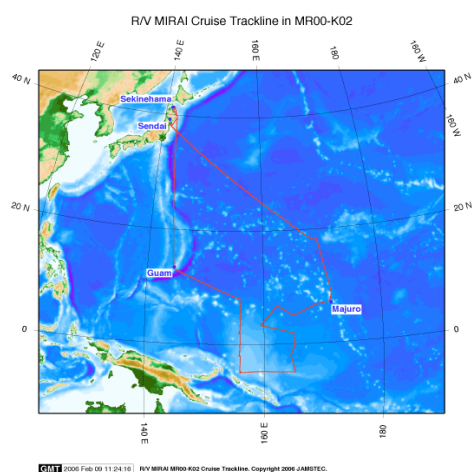 R/V MIRAI Cruise Trackline in MR00-K02
120 E
140 E
160 E
180
160 W
40 N
40 N
Sekinehama
Sendai
160 W
20 N
20 N
Guam
Majuro
0
0
140 E
160 E
180
GMT 2006 Feb 09 11:24:16 R/V MIRAI MR00-K02 Cruise Trackline. Copyright 2006 JAMSTEC.